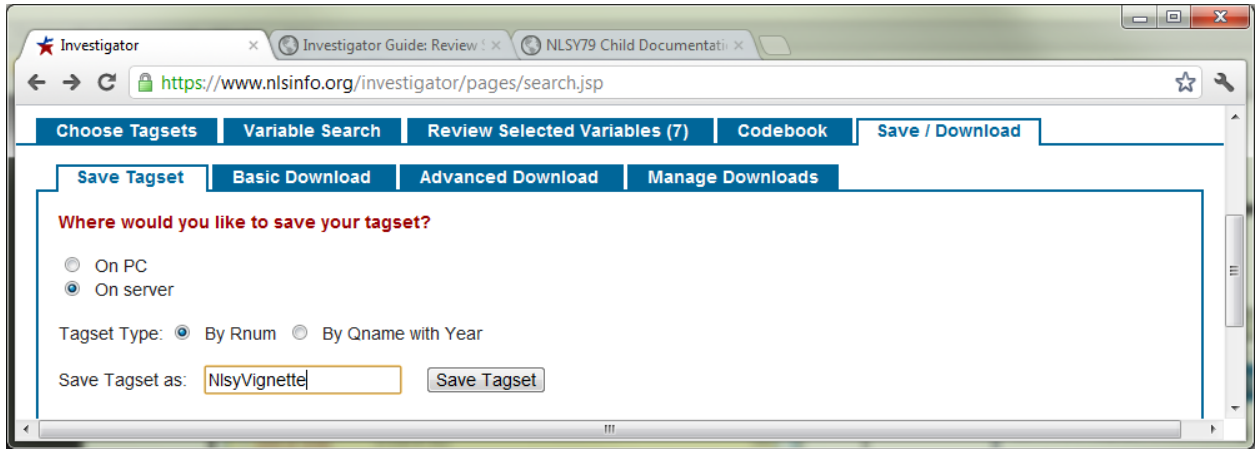 Investigator
Investigator Guide: Review
NLSY79 Child Documentati
https://www.nlsinfo.org/investigator/pages/search.jsp
Choose Tagsets Variable Search Review Selected Variables (7) Codebook Save / Download
Save Tagset Basic Download Advanced Download Manage Downloads
Where would you like to save your tagset?
On PC
On server
Tagset Type: By Rnum By Qname with Year
Save Tagset as: NlsyVignette Save Tagset